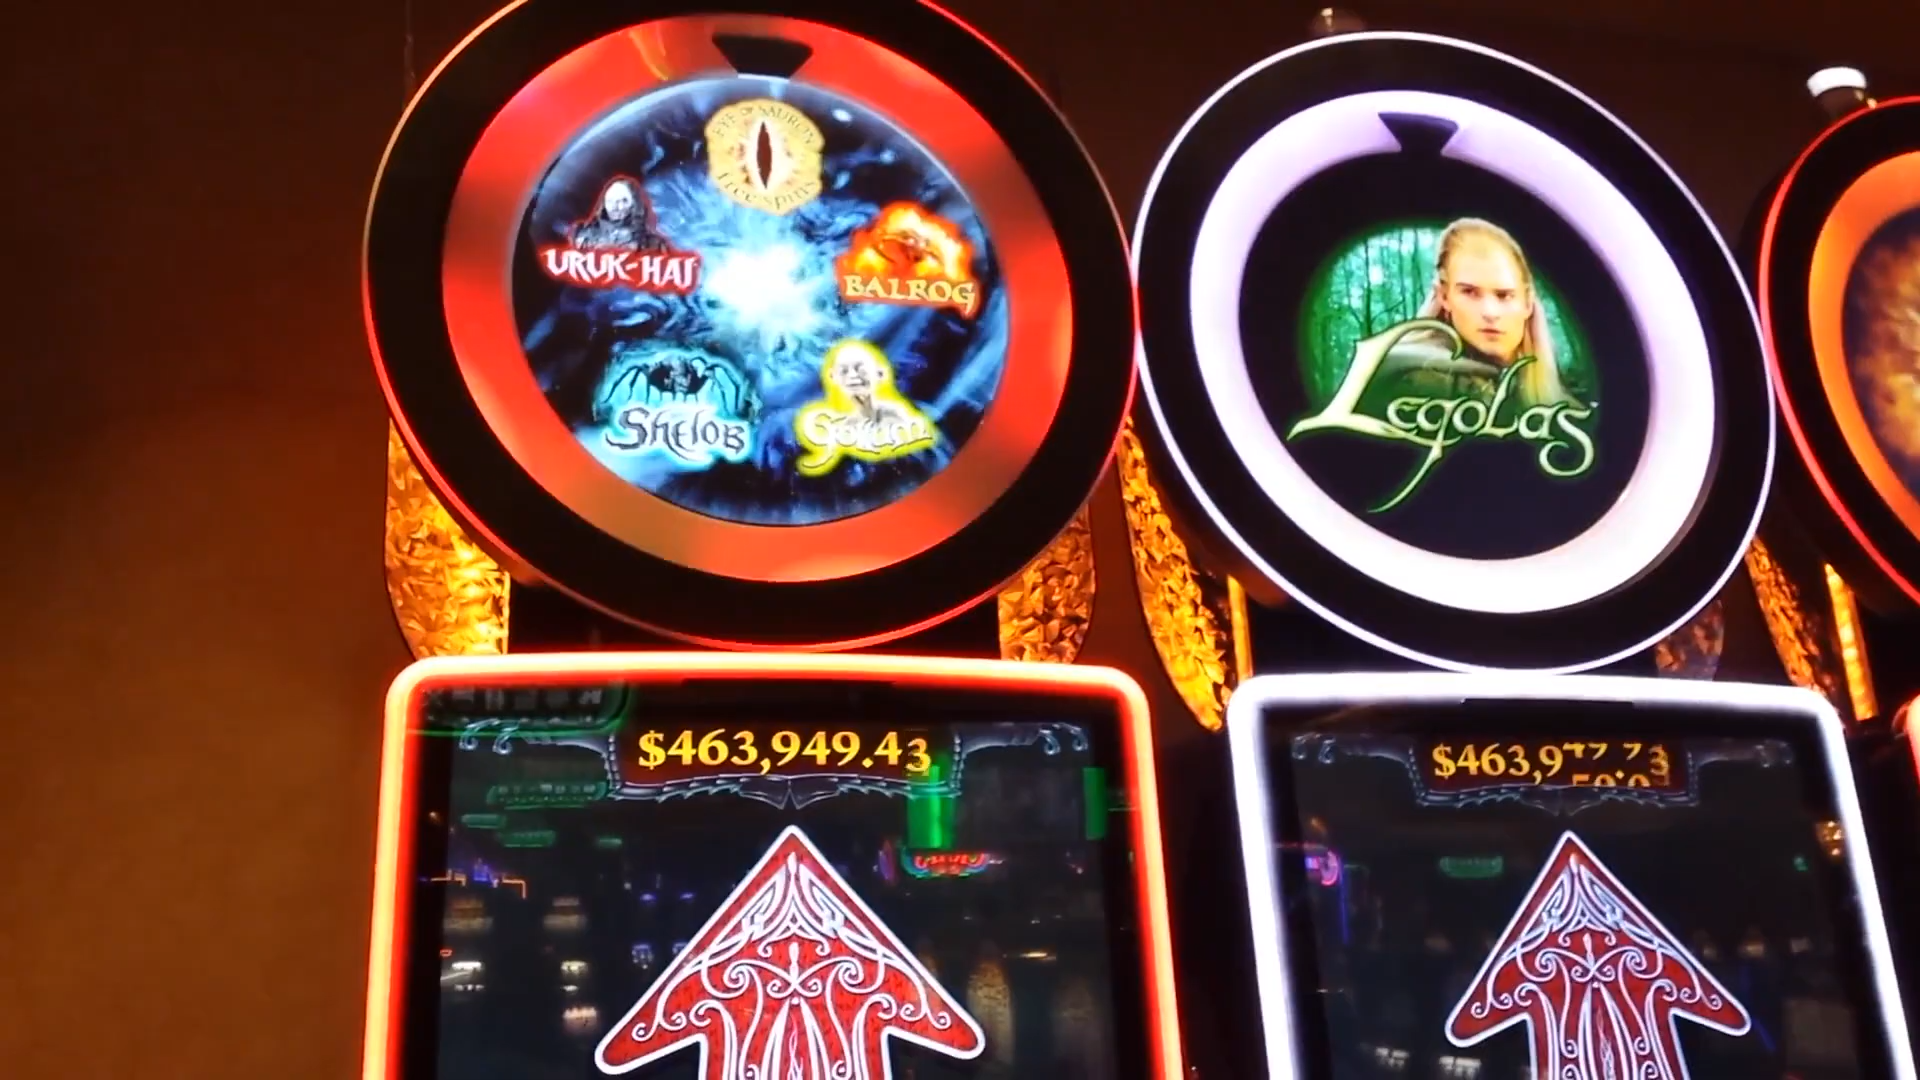 EYE OF SAURON
free spins
URUK-HAI
BALROG
Shelob
Gollum
Legolas
$463,949.43
$463,9